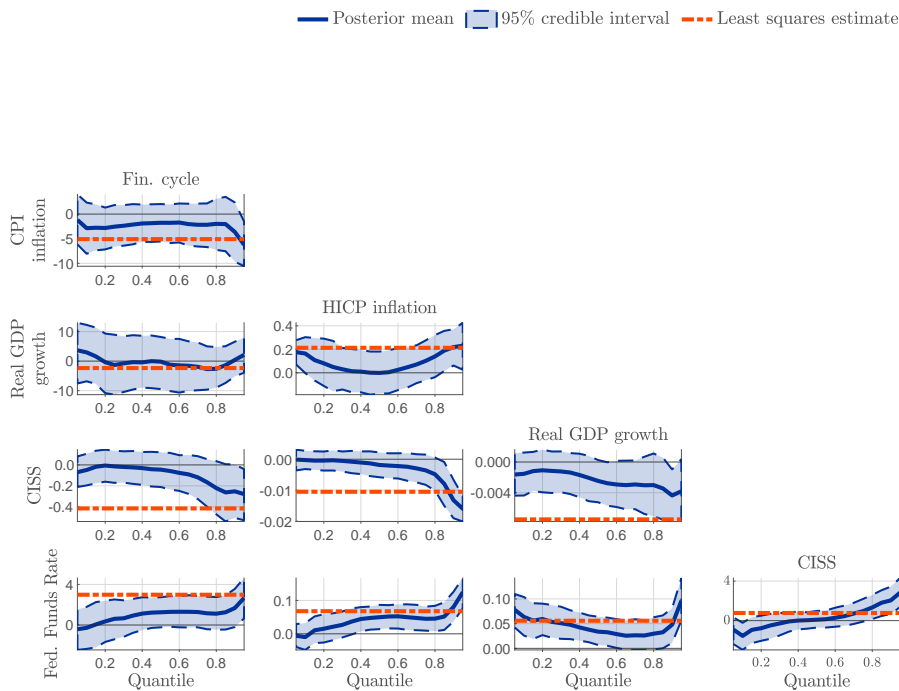 Posterior mean 95% credible interval Least squares estimate
Fin. cycle
CPI
inflation
0
-5
-10
0.2 0.4 0.6 0.8
HICP inflation
Real GDP
growth
10
0
-10
0.2 0.4 0.6 0.8
0.4
0.2
0.0
0.2 0.4 0.6 0.8
Real GDP growth
CISS
0.0
-0.2
-0.4
0.2 0.4 0.6 0.8
0.00
-0.01
-0.02
0.2 0.4 0.6 0.8
0.000
-0.004
0.2 0.4 0.6 0.8
CISS
Fed. Funds Rate
4
0
0.2 0.4 0.6 0.8
Quantile
0.1
0.0
0.2 0.4 0.6 0.8
Quantile
0.10
0.05
0.00
0.2 0.4 0.6 0.8
Quantile
4
0
0.2 0.4 0.6 0.8
Quantile